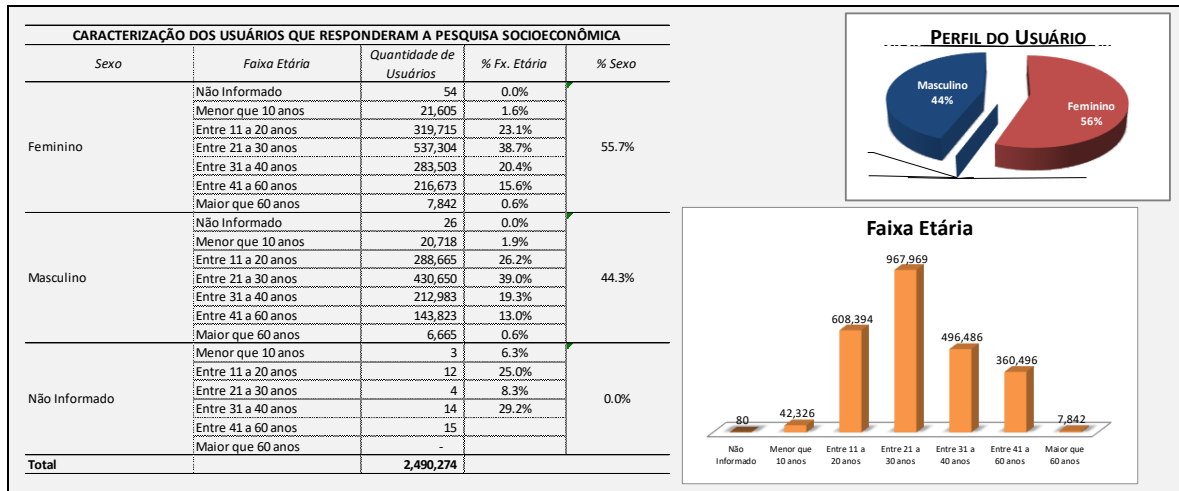 CARACTERIZAÇÃO DOS USUÁRIOS QUE RESPONDERAM A PESQUISA SOCIOECONÔMICA
Sexo Faixa Etária Quantidade de Usuários % Fx. Etária % Sexo
Feminino
Não Informado 54 0.0%
Menor que 10 anos 21,605 1.6%
Entre 11 a 20 anos 319,715 23.1%
Entre 21 a 30 anos 537,304 38.7%
Entre 31 a 40 anos 283,503 20.4%
Entre 41 a 60 anos 216,673 15.6%
Maior que 60 anos 7,842 0.6%
55.7%
Masculino
Não Informado 26 0.0%
Menor que 10 anos 20,718 1.9%
Entre 11 a 20 anos 288,665 26.2%
Entre 21 a 30 anos 430,650 39.0%
Entre 31 a 40 anos 212,983 19.3%
Entre 41 a 60 anos 143,823 13.0%
Maior que 60 anos 6,665 0.6%
44.3%
Não Informado
Menor que 10 anos 3 6.3%
Entre 11 a 20 anos 12 25.0%
Entre 21 a 30 anos 4 8.3%
Entre 31 a 40 anos 14 29.2%
Entre 41 a 60 anos 15
Maior que 60 anos -
0.0%
Total 2,490,274
PERFIL DO USUÁRIO
Masculino
44%
Feminino
56%
Faixa Etária
80
42,326
608,394
967,969
496,486
360,496
7,842
Não Informado
Menor que 10 anos
Entre 11 a 20 anos
Entre 21 a 30 anos
Entre 31 a 40 anos
Entre 41 a 60 anos
Maior que 60 anos